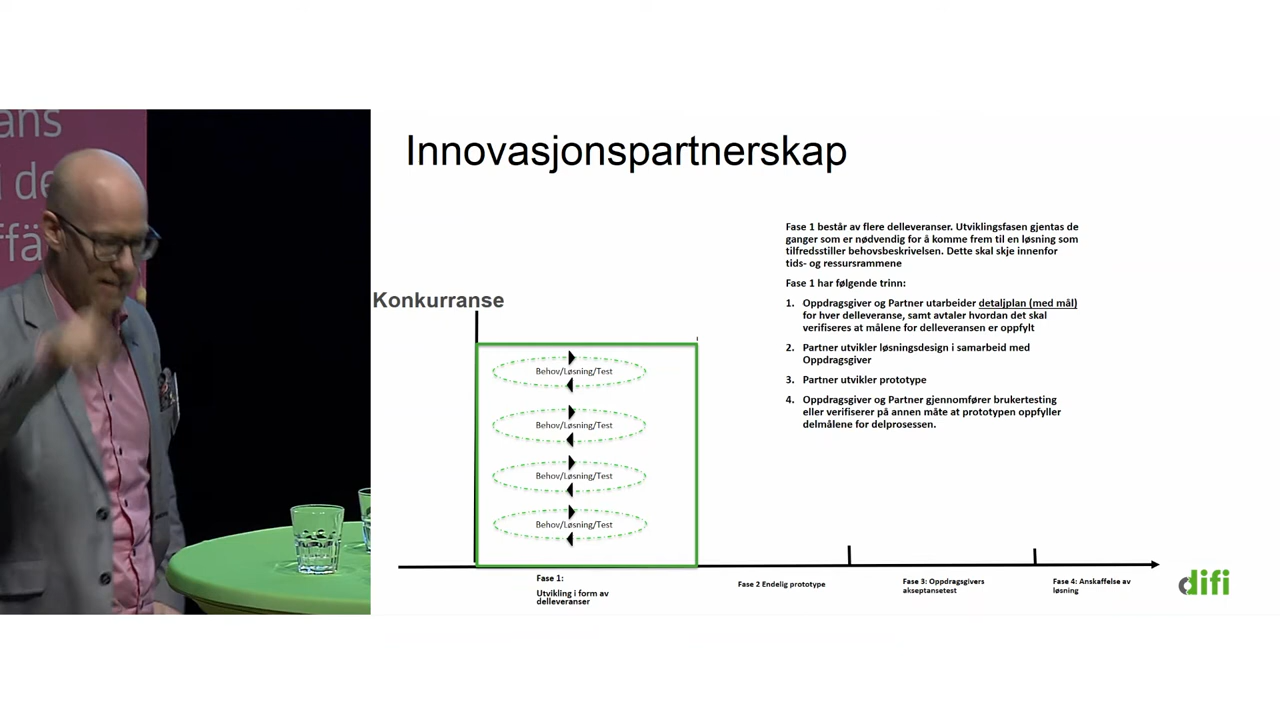 ans
i de
ffä
Innovasjonspartnerskap
Fase 1 består av flere delleveranser. Utviklingsfasen gjentas de
ganger som er nødvendig for å komme frem til en løsning som
tilfredsstiller behovsbeskrivelsen. Dette skal skje innenfor
tids- og ressursrammene
Fase 1 har følgende trinn:
1. Oppdragsgiver og Partner utarbeider detaljplan (med mål)
for hver delleveranse, samt avtaler hvordan det skal
verifiseres at målene for delleveransen er oppfylt
2. Partner utvikler løsningsdesign i samarbeid med
Oppdragsgiver
3. Partner utvikler prototype
4. Oppdragsgiver og Partner gjennomfører brukertesting
eller verifiserer på annen måte at prototypen oppfyller
delmålene for delprosessen.
Konkurranse
Behov/Løsning/Test
Behov/Løsning/Test
Behov/Løsning/Test
Behov/Løsning/Test
Fase 1:
Utvikling i form av
delleveranser
Fase 2 Endelig prototype
Fase 3: Oppdragsgivers
akseptansetest
Fase 4: Anskaffelse av
løsning
difi